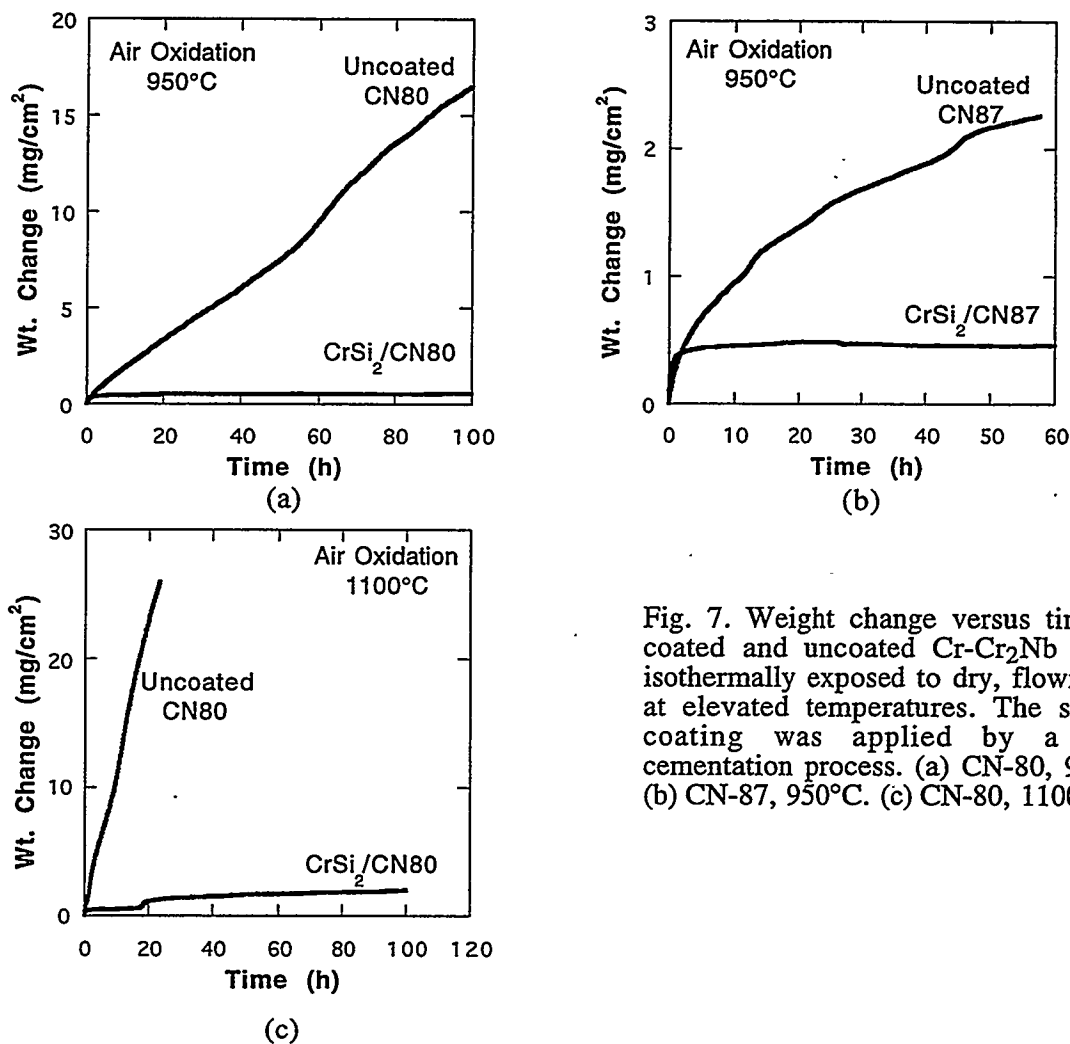 20
15
10
5
0
Wt. Change (mg/cm²)
Air Oxidation
950°C
Uncoated
CN80
CrSi₂/CN80
0 20 40 60 80 100
Time (h)
(a)
3
2
1
0
Wt. Change (mg/cm²)
Air Oxidation
950°C
Uncoated
CN87
CrSi₂/CN87
0 10 20 30 40 50 60
Time (h)
(b)
30
20
10
0
Wt. Change (mg/cm²)
Air Oxidation
1100°C
Uncoated
CN80
CrSi₂/CN80
0 20 40 60 80 100 120
Time (h)
(c)
Fig. 7. Weight change versus
coated and uncoated Cr-Cr₂Nb
isothermally exposed to dry,
at elevated temperatures. The
coating was applied by a
cementation process. (a) CN-80,
(b) CN-87, 950°C. (c) CN-80, 1100